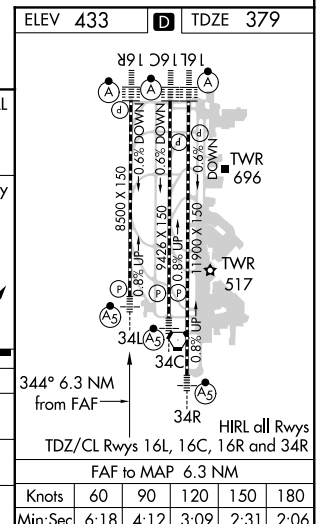 ELEV 433 D TDZE 379
16R 16C 16L
A A A
P P P
0.6% DOWN 0.6% DOWN 0.6% DOWN
8500 X 150 9426 X 150 11900 X 150
TWR
696
TWR
517
0.8% UP 0.8% UP 0.8% UP
P P P
A5 A5 A5
34L 34C 34R
344° 6.3 NM
from FAF
HIRL all Rwys
TDZ/CL Rwys 16L, 16C, 16R and 34R
FAF to MAP 6.3 NM
Knots 60 90 120 150 180
Min:Sec 6:18 4:12 3:09 2:31 2:06